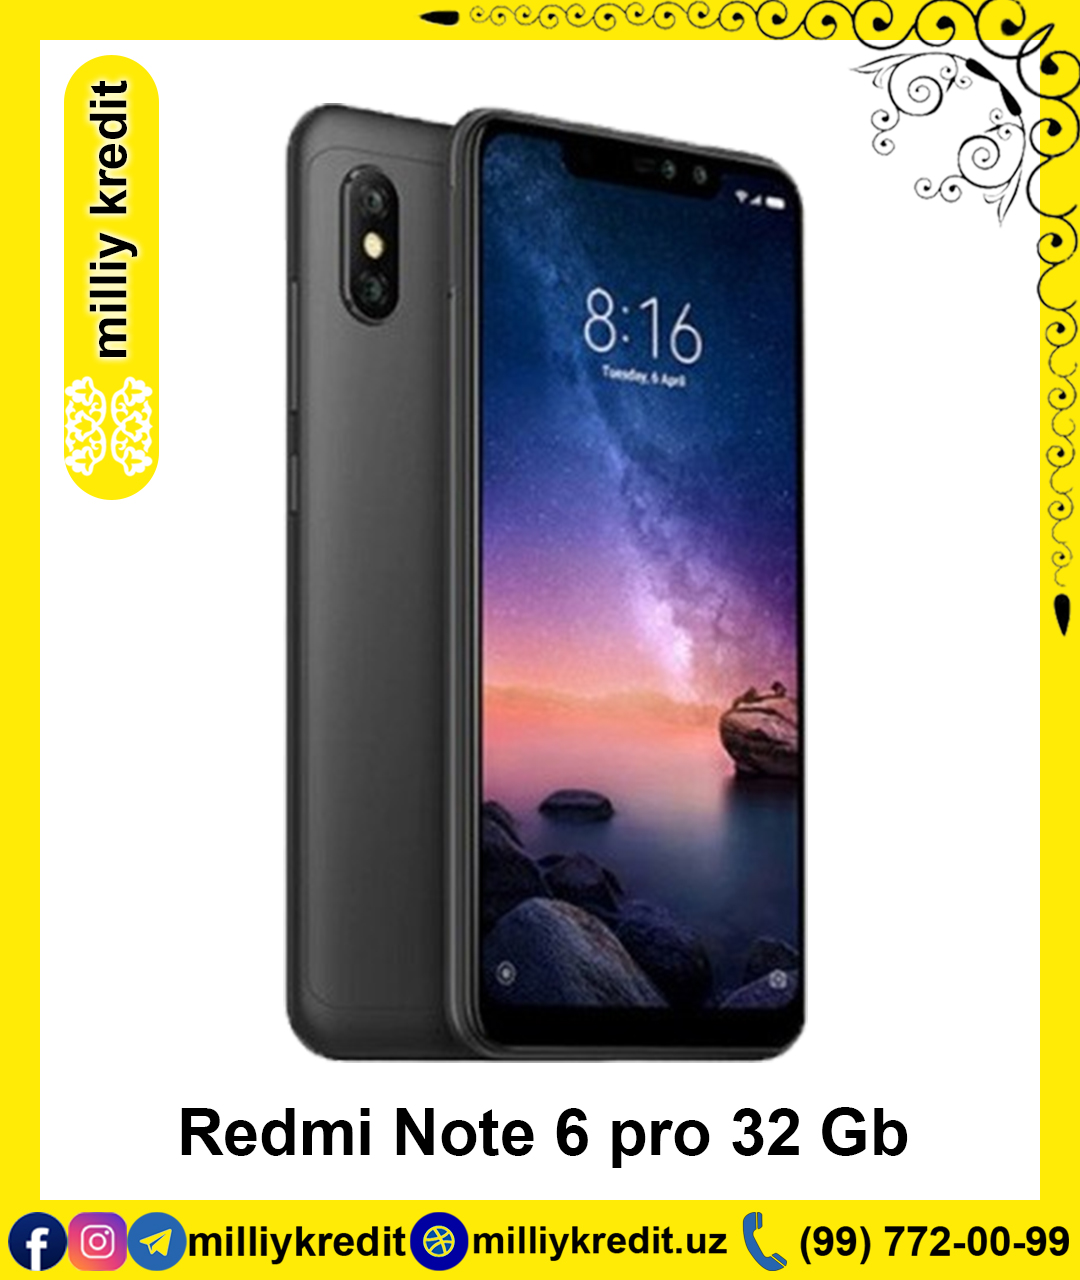 milliy kredit
8:16
Tuesday, 6 April
Redmi Note 6 pro 32 Gb
milliykredit milliykredit.uz (99) 772-00-99